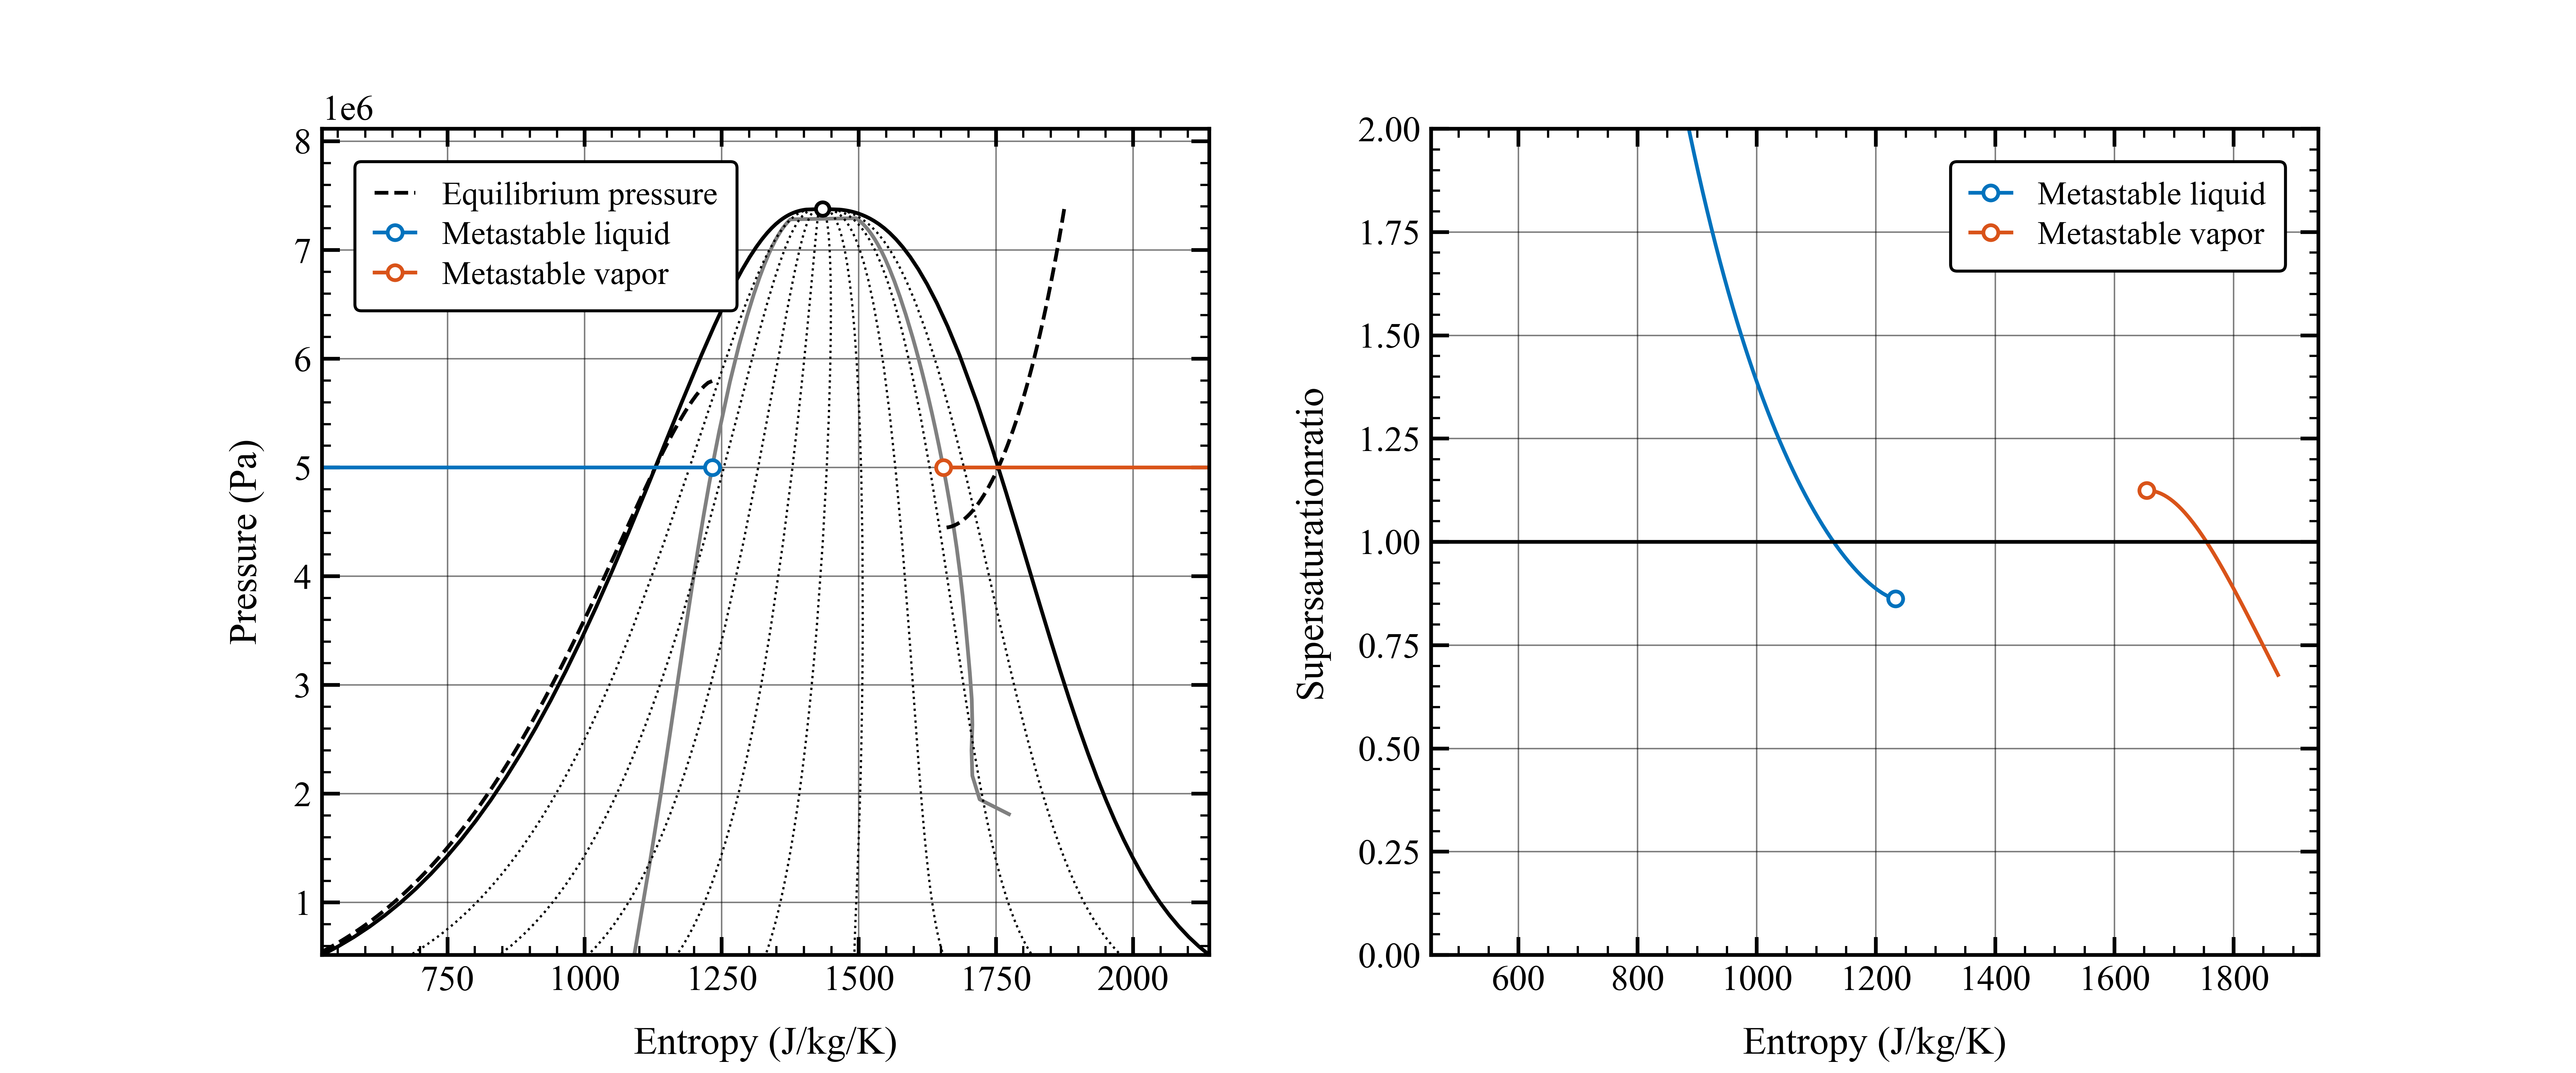 1e6
8
7
6
5
4
3
2
1
Pressure (Pa)
Equilibrium pressure
Metastable liquid
Metastable vapor
750 1000 1250 1500 1750 2000
Entropy (J/kg/K)
2.00
1.75
1.50
1.25
1.00
0.75
0.50
0.25
0.00
Supersaturationratio
Metastable liquid
Metastable vapor
600 800 1000 1200 1400 1600 1800
Entropy (J/kg/K)